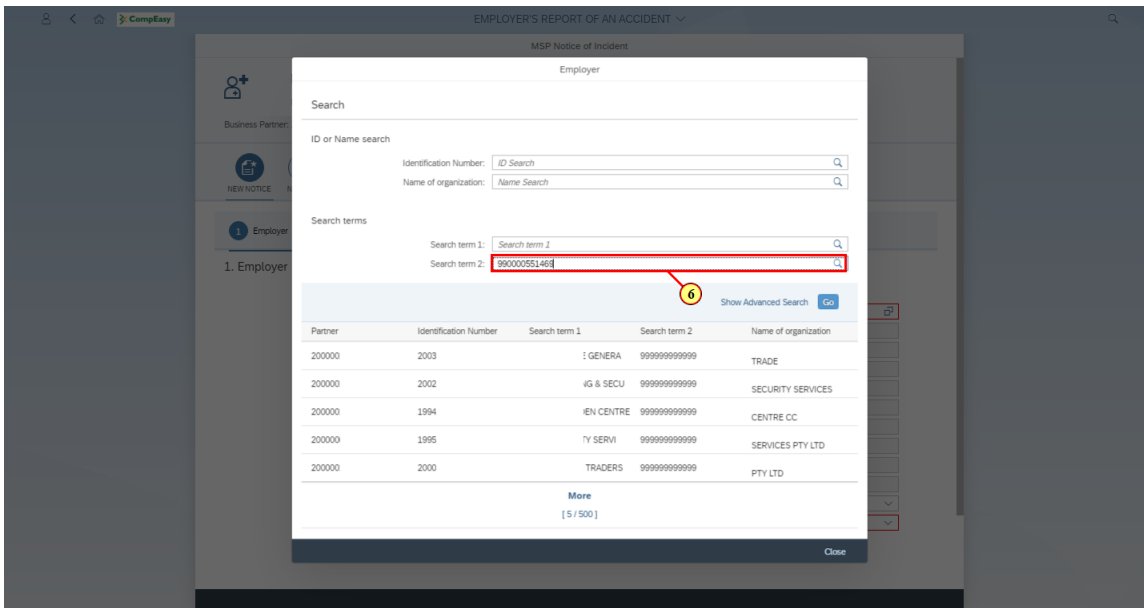 CompEasy
EMPLOYER'S REPORT OF AN ACCIDENT
MSP Notice of Incident
Employer
Search
Business Partner:
ID or Name search
Identification Number: ID Search
Name of organization: Name Search
NEW NOTICE
Search terms
1 Employer
Search term 1: Search term 1
Search term 2: 990000551469
1. Employer
6
Show Advanced Search Go
Partner Identification Number Search term 1 Search term 2 Name of organization
200000 2003 GENERA 999999999999 TRADE
200000 2002 & SECU 999999999999 SECURITY SERVICES
200000 1994 CENTRE 999999999999 CENTRE CC
200000 1995 SERVI 999999999999 SERVICES PTY LTD
200000 2000 TRADERS 999999999999 PTY LTD
More
[ 5 / 500 ]
Close